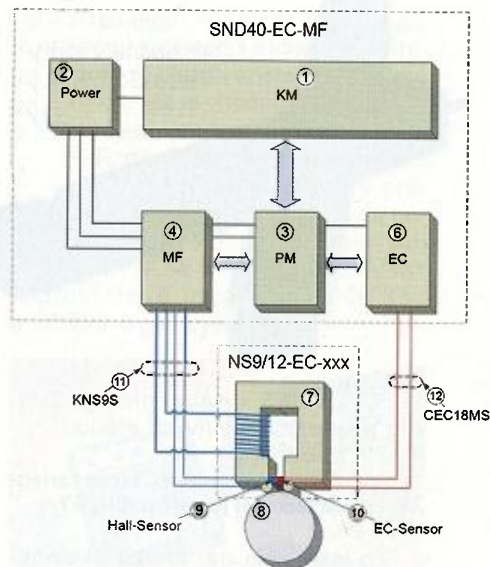 SND40-EC-MF
② Power
① KM
④ MF
③ PM
⑥ EC
⑪ KNS9S
NS9/12-EC-xxx
⑦
⑫ CEC18MS
⑨ Hall-Sensor
⑧
⑩ EC-Sensor